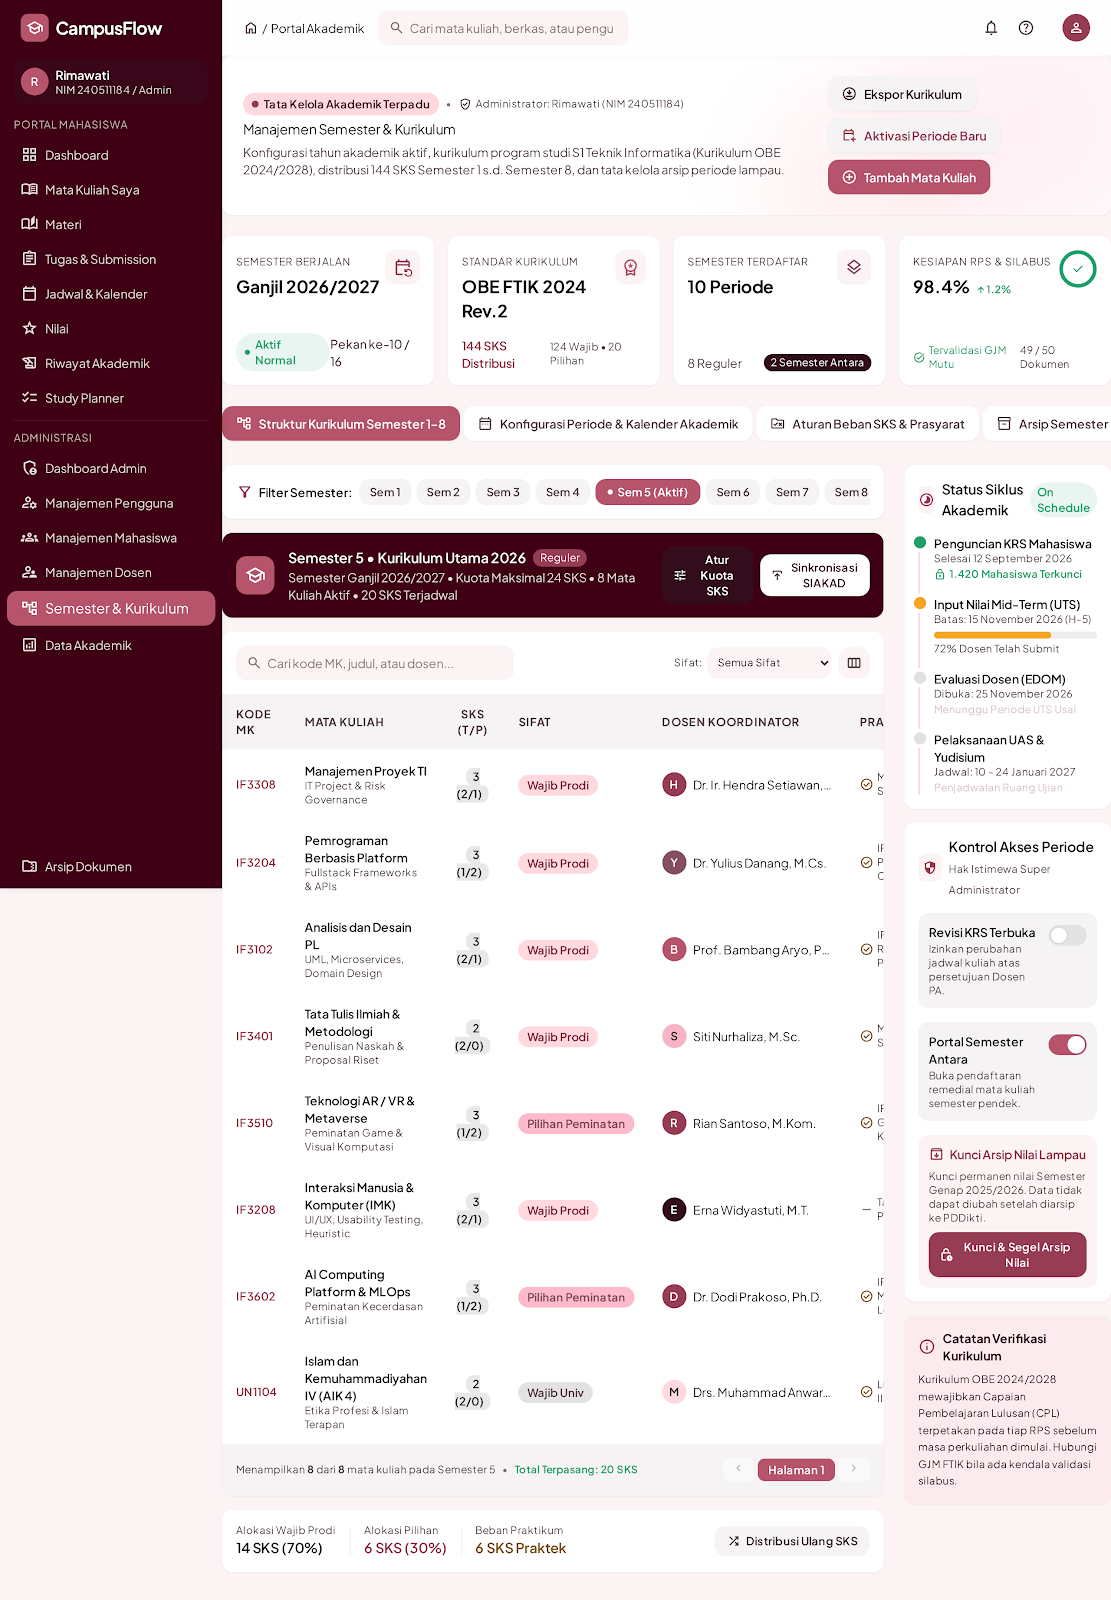 CampusFlow
R
Rimawati
NIM 240511184 / Admin
PORTAL MAHASISWA
Dashboard
Mata Kuliah Saya
Materi
Tugas & Submission
Jadwal & Kalender
Nilai
Riwayat Akademik
Study Planner
ADMINISTRASI
Dashboard Admin
Manajemen Pengguna
Manajemen Mahasiswa
Manajemen Dosen
Semester & Kurikulum
Data Akademik
Arsip Dokumen
/ Portal Akademik
Cari mata kuliah, berkas, atau pengu
Tata Kelola Akademik Terpadu • Administrator: Rimawati (NIM 240511184)
Manajemen Semester & Kurikulum
Konfigurasi tahun akademik aktif, kurikulum program studi S1 Teknik Informatika (Kurikulum OBE
2024/2028), distribusi 144 SKS Semester 1 s.d. Semester 8, dan tata kelola arsip periode lampau.
Ekspor Kurikulum
Aktivasi Periode Baru
Tambah Mata Kuliah
SEMESTER BERJALAN
Ganjil 2026/2027
Aktif
Normal
Pekan ke-10 /
16
STANDAR KURIKULUM
OBE FTIK 2024
Rev.2
144 SKS
Distribusi
124 Wajib • 20
Pilihan
SEMESTER TERDAFTAR
10 Periode
8 Reguler
2 Semester Antara
KESIAPAN RPS & SILABUS
98.4% ↑ 1.2%
Tervalidasi GJM
Mutu
49 / 50
Dokumen
Struktur Kurikulum Semester 1–8
Konfigurasi Periode & Kalender Akademik
Aturan Beban SKS & Prasyarat
Arsip Semester
Filter Semester:
Sem 1
Sem 2
Sem 3
Sem 4
• Sem 5 (Aktif)
Sem 6
Sem 7
Sem 8
Semester 5 • Kurikulum Utama 2026 Reguler
Semester Ganjil 2026/2027 • Kuota Maksimal 24 SKS • 8 Mata
Kuliah Aktif • 20 SKS Terjadwal
Atur
Kuota
SKS
Sinkronisasi
SIAKAD
Cari kode MK, judul, atau dosen...
Sifat:
Semua Sifat
KODE
MK
MATA KULIAH
SKS
(T/P)
SIFAT
DOSEN KOORDINATOR
PRA
IF3308
Manajemen Proyek TI
IT Project & Risk
Governance
3
(2/1)
Wajib Prodi
H
Dr. Ir. Hendra Setiawan,...
M
S
IF3204
Pemrograman
Berbasis Platform
Fullstack Frameworks
& APIs
3
(1/2)
Wajib Prodi
Y
Dr. Yulius Danang, M.Cs.
IF
P
C
IF3102
Analisis dan Desain
PL
UML, Microservices,
Domain Design
3
(2/1)
Wajib Prodi
B
Prof. Bambang Aryo, P...
IF
R
P
IF3401
Tata Tulis Ilmiah &
Metodologi
Penulisan Naskah &
Proposal Riset
2
(2/0)
Wajib Prodi
S
Siti Nurhaliza, M.Sc.
M
S
IF3510
Teknologi AR / VR &
Metaverse
Peminatan Game &
Visual Komputasi
3
(1/2)
Pilihan Peminatan
R
Rian Santoso, M.Kom.
IF
G
K
IF3208
Interaksi Manusia &
Komputer (IMK)
UI/UX, Usability Testing,
Heuristic
3
(2/1)
Wajib Prodi
E
Erna Widyastuti, M.T.
— Ta
P
IF3602
AI Computing
Platform & MLOps
Peminatan Kecerdasan
Artifisial
3
(1/2)
Pilihan Peminatan
D
Dr. Dodi Prakoso, Ph.D.
IF
M
L
UN1104
Islam dan
Kemuhammadiyahan
IV (AIK 4)
Etika Profesi & Islam
Terapan
2
(2/0)
Wajib Univ
M
Drs. Muhammad Anwar...
L
II
Menampilkan 8 dari 8 mata kuliah pada Semester 5 • Total Terpasang: 20 SKS
Halaman 1
Alokasi Wajib Prodi
14 SKS (70%)
Alokasi Pilihan
6 SKS (30%)
Beban Praktikum
6 SKS Praktek
Distribusi Ulang SKS
Status Siklus
Akademik
On
Schedule
Penguncian KRS Mahasiswa
Selesai 12 September 2026
1.420 Mahasiswa Terkunci
Input Nilai Mid-Term (UTS)
Batas: 15 November 2026 (H-5)
72% Dosen Telah Submit
Evaluasi Dosen (EDOM)
Dibuka: 25 November 2026
Menunggu Periode UTS Usai
Pelaksanaan UAS &
Yudisium
Jadwal: 10 - 24 Januari 2027
Penjadwalan Ruang Ujian
Kontrol Akses Periode
Hak Istimewa Super
Administrator
Revisi KRS Terbuka
Izinkan perubahan
jadwal kuliah atas
persetujuan Dosen
PA.
Portal Semester
Antara
Buka pendaftaran
remedial mata kuliah
semester pendek.
Kunci Arsip Nilai Lampau
Kunci permanen nilai Semester
Genap 2025/2026. Data tidak
dapat diubah setelah diarsip
ke PDDikti.
Kunci & Segel Arsip
Nilai
Catatan Verifikasi
Kurikulum
Kurikulum OBE 2024/2028
mewajibkan Capaian
Pembelajaran Lulusan (CPL)
terpetakan pada tiap RPS sebelum
masa perkuliahan dimulai. Hubungi
GJM FTIK bila ada kendala validasi
silabus.